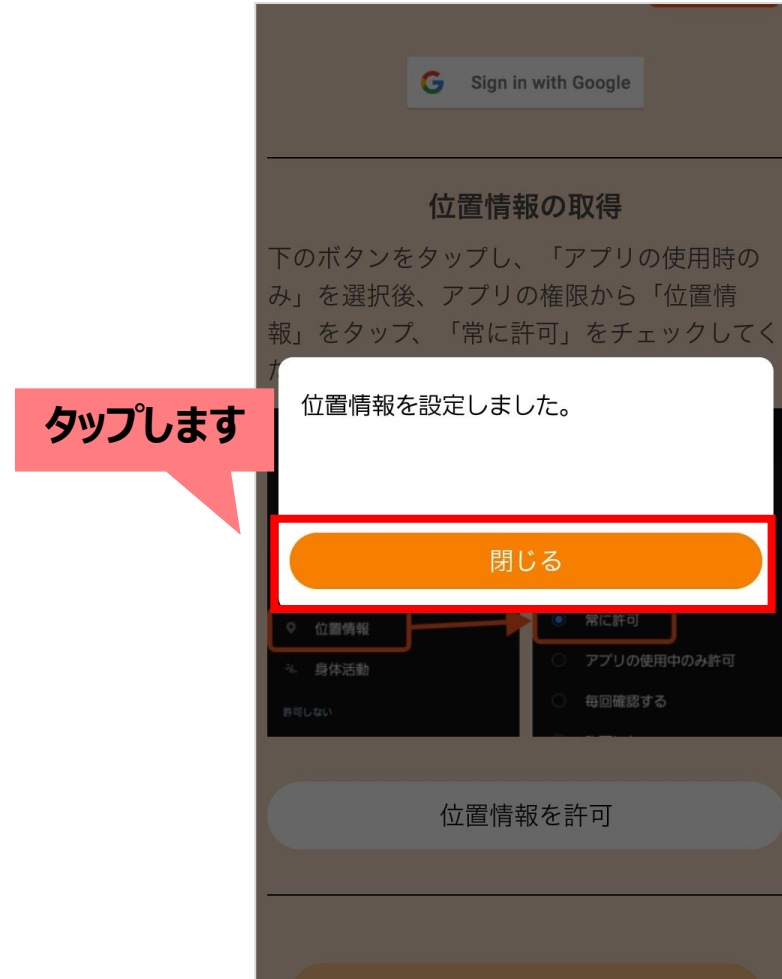 Sign in with Google
位置情報の取得
下のボタンをタップし、「アプリの使用時の
み」を選択後、アプリの権限から「位置情
報」をタップ、「常に許可」をチェックしてく
タップします
位置情報を設定しました。
閉じる
位置情報
身体活動
許可しない
常に許可
アプリの使用中のみ許可
毎回確認する
位置情報を許可